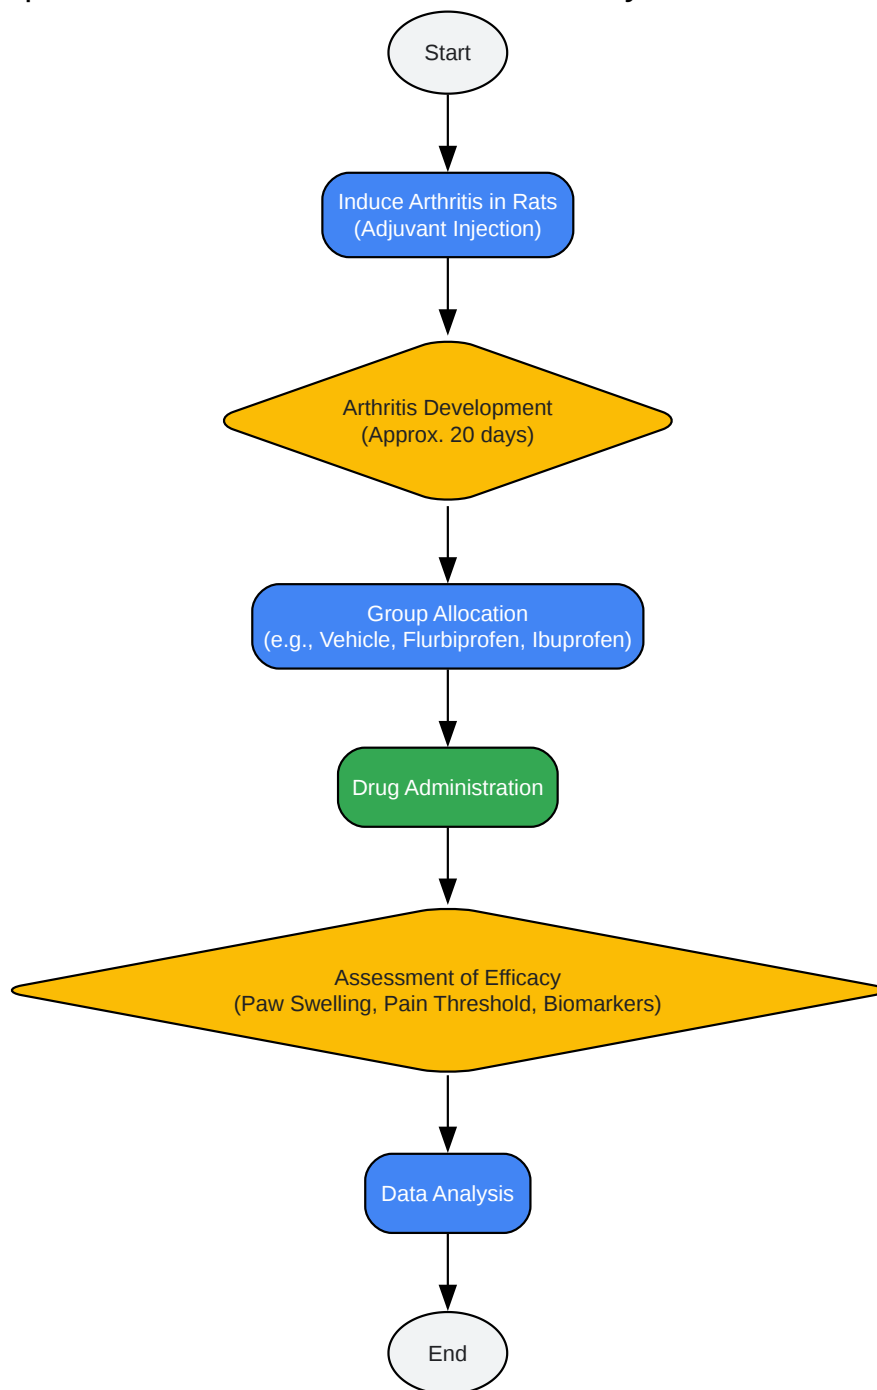 Start
Induce Arthritis in Rats
(Adjuvant Injection)
Arthritis Development
(Approx. 20 days)
Group Allocation
(e.g., Vehicle, Flurbiprofen, Ibuprofen)
Drug Administration
Assessment of Efficacy
(Paw Swelling, Pain Threshold, Biomarkers)
Data Analysis
End